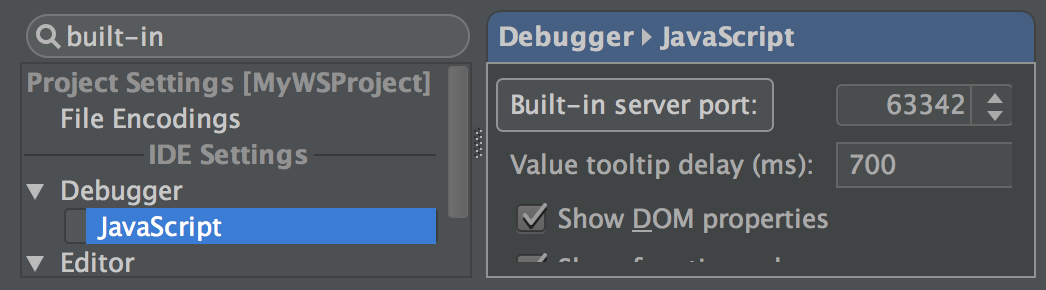 built-in
Project Settings [MyWSProject]
File Encodings
IDE Settings
Debugger
JavaScript
Editor
Debugger ▸ JavaScript
Built-in server port: 63342
Value tooltip delay (ms): 700
Show DOM properties